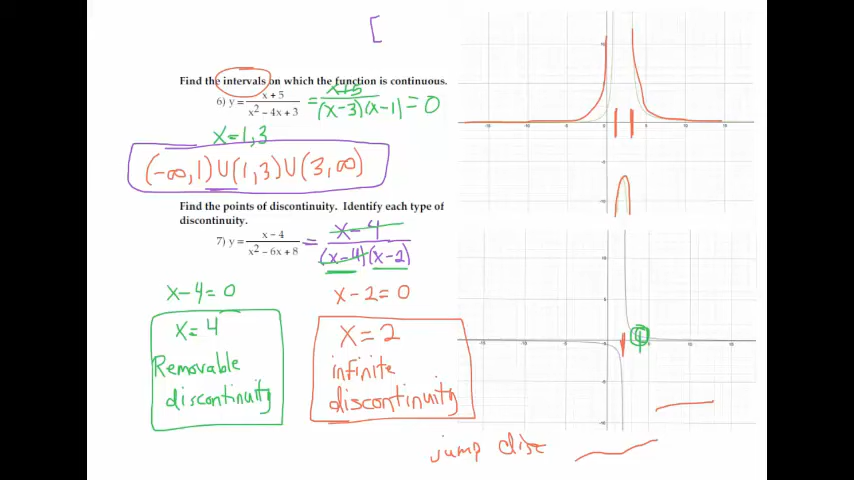 [
Find the intervals on which the function is continuous.
6) y = x + 5 / x² – 4x + 3 = x+5 / (x-3)(x-1) = 0
x = 1, 3
(-∞, 1) U (1, 3) U (3, ∞)
Find the points of discontinuity. Identify each type of
discontinuity.
7) y = x – 4 / x² – 6x + 8 = x-4 / (x-4)(x-2)
x-4=0
x-2=0
x=4
Removable
discontinuity
x=2
infinite
discontinuity
jump disc